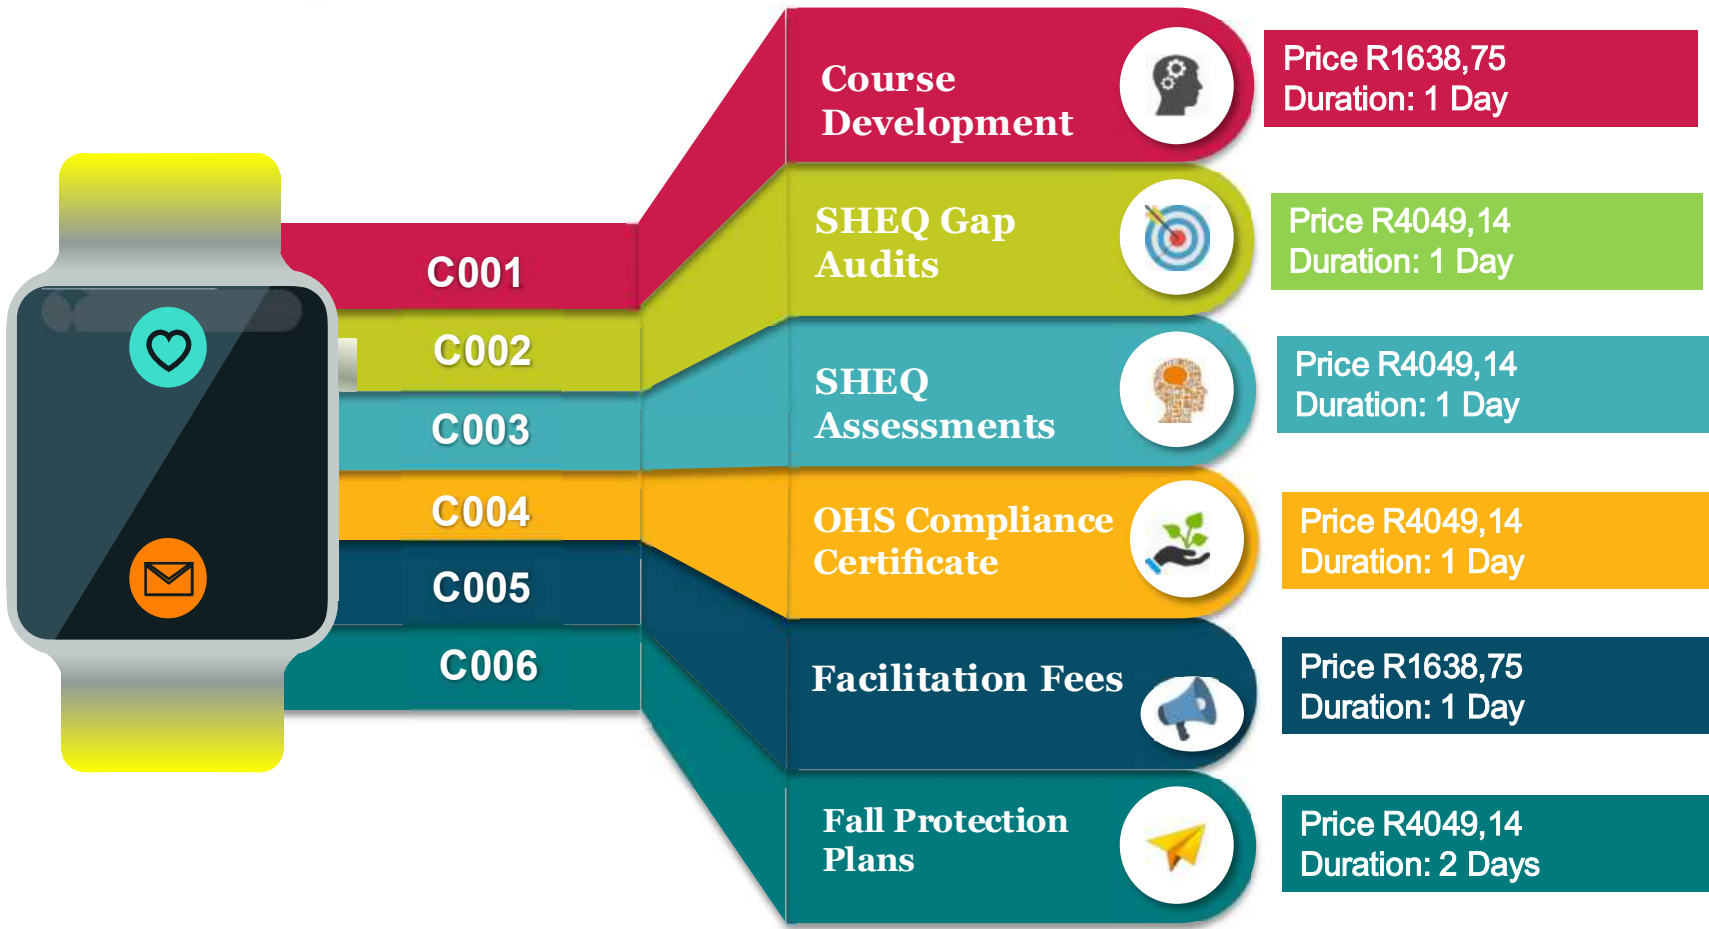 C001
Course
Development
Price R1638,75
Duration: 1 Day
C002
SHEQ Gap
Audits
Price R4049,14
Duration: 1 Day
C003
SHEQ
Assessments
Price R4049,14
Duration: 1 Day
C004
OHS Compliance
Certificate
Price R4049,14
Duration: 1 Day
C005
Facilitation Fees
Price R1638,75
Duration: 1 Day
C006
Fall Protection
Plans
Price R4049,14
Duration: 2 Days